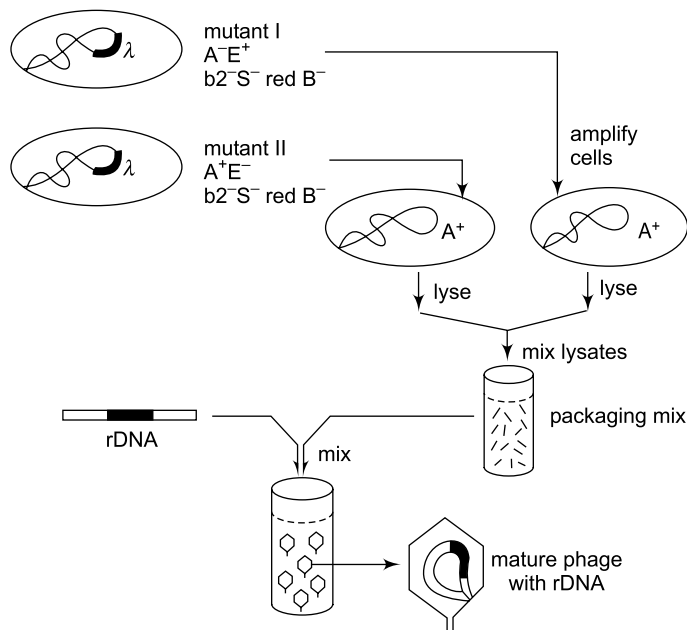 λ
mutant I
A⁻E⁺
b2⁻S⁻ red B⁻
λ
mutant II
A⁺E⁻
b2⁻S⁻ red B⁻
amplify
cells
A⁺
A⁺
lyse
lyse
mix lysates
packaging mix
rDNA
mix
mature phage
with rDNA